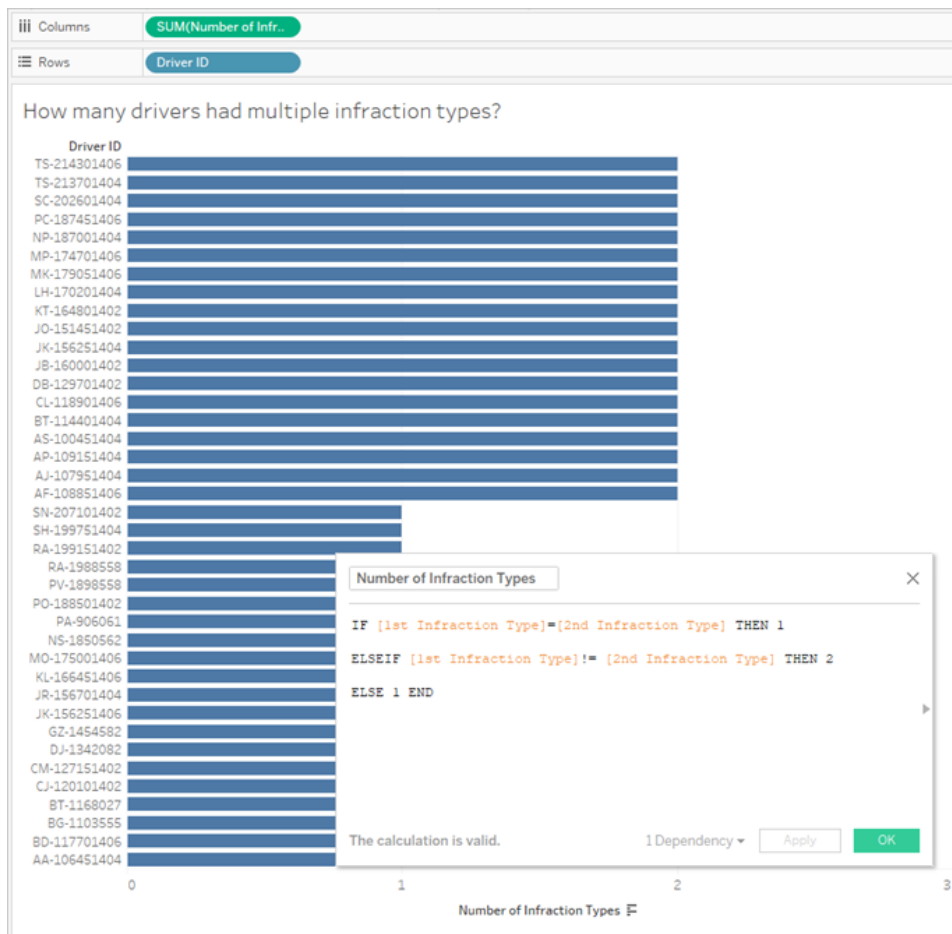 Columns
SUM(Number of Infr..
Rows
Driver ID
How many drivers had multiple infraction types?
Driver ID
TS-214301406
TS-213701404
SC-202601404
PC-187451406
NP-187001404
MP-174701406
MK-179051406
LH-170201404
KT-164801402
JO-151451402
JK-156251404
JB-160001402
DB-129701402
CL-118901406
BT-114401404
AS-100451404
AP-109151404
AJ-107951404
AF-108851406
SN-207101402
SH-199751404
RA-199151402
RA-1988558
PV-1898558
PO-188501402
PA-906061
NS-1850562
MO-175001406
KL-166451406
JR-156701404
JK-156251406
GZ-1454582
DJ-1342082
CM-127151402
CJ-120101402
BT-1168027
BG-1103555
BD-117701406
AA-106451404
Number of Infraction Types
IF [1st Infraction Type]=[2nd Infraction Type] THEN 1
ELSEIF [1st Infraction Type]!= [2nd Infraction Type] THEN 2
ELSE 1 END
The calculation is valid.
1 Dependency
Apply
OK
0 1 2 3
Number of Infraction Types